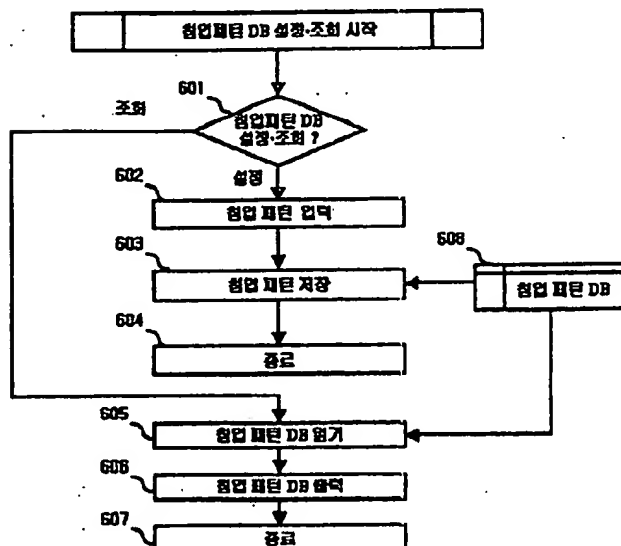 침입패턴 DB 설정·조회 시작
601
조회
침입패턴 DB
설정·조회 ?
설정
602
침입 패턴 입력
603
침입 패턴 저장
608
침입 패턴 DB
604
종료
605
침입 패턴 DB 읽기
606
침입 패턴 DB 출력
607
종료